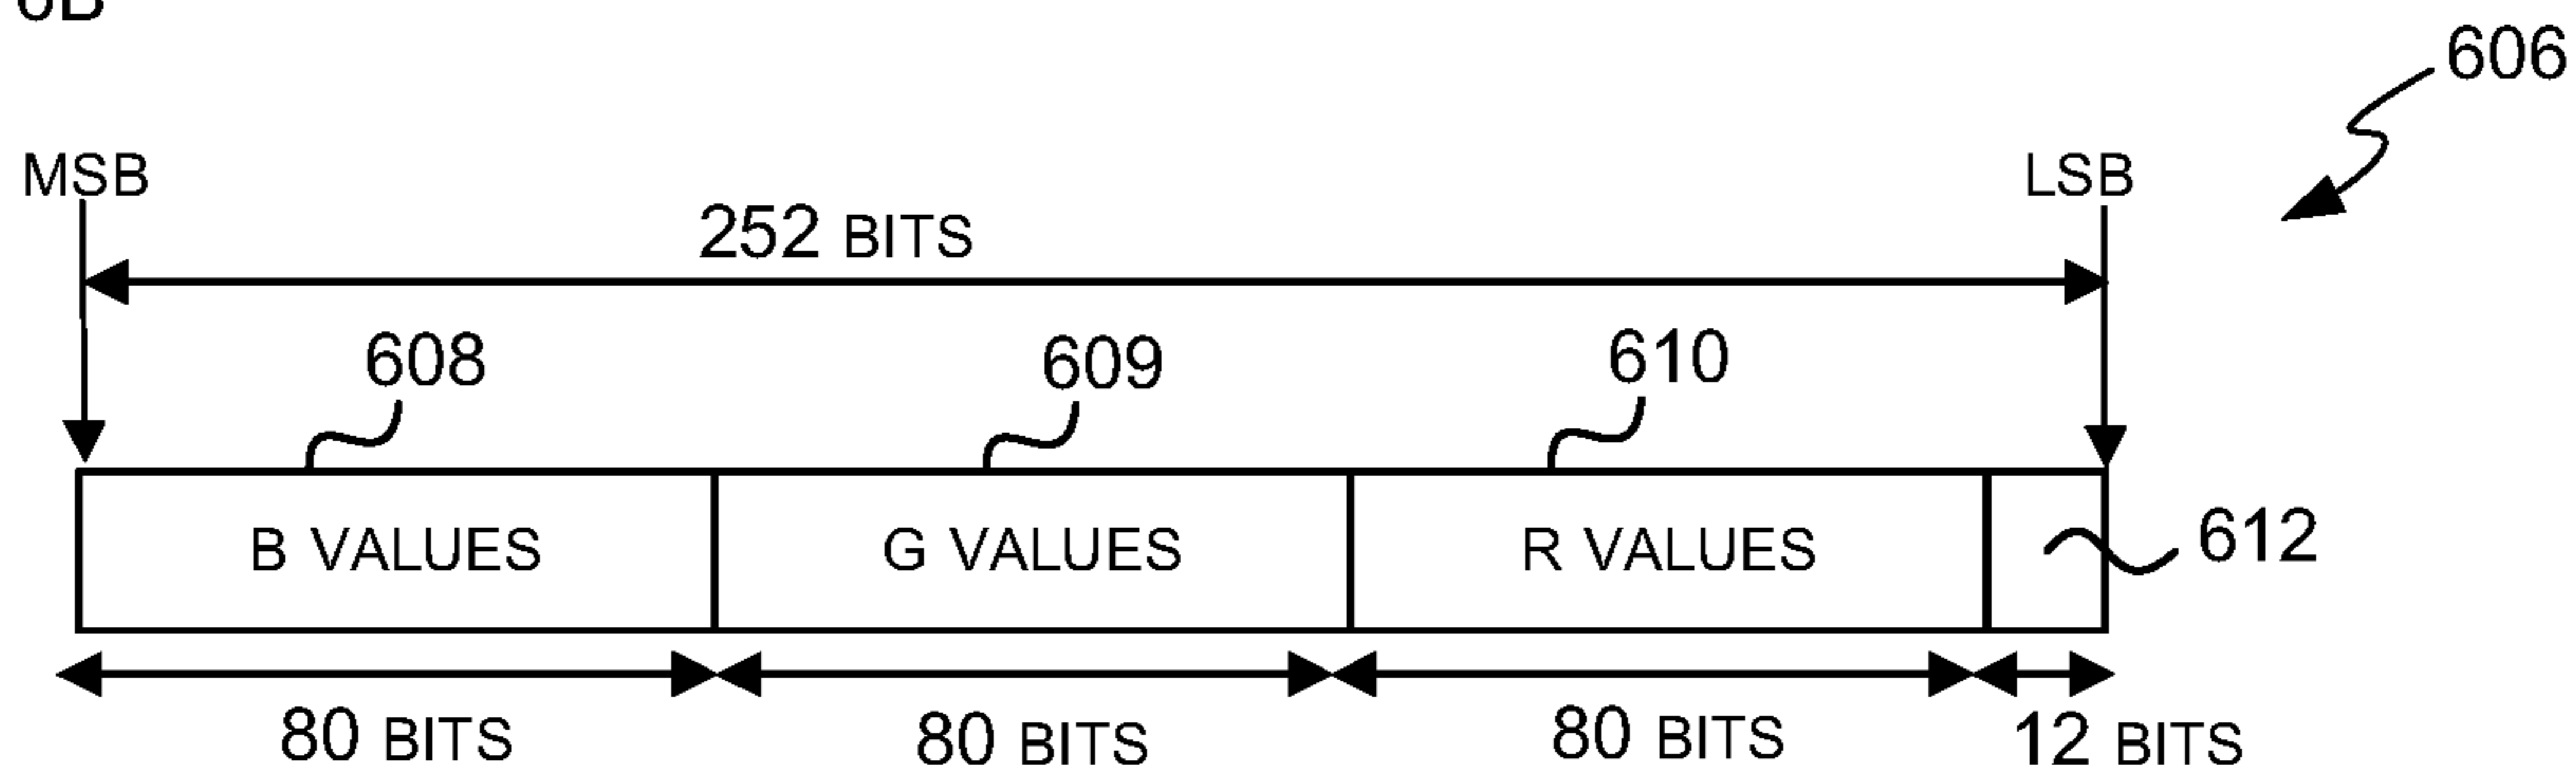 6B
606
MSB
LSB
252 BITS
608
609
610
B VALUES
G VALUES
R VALUES
612
80 BITS
80 BITS
80 BITS
12 BITS